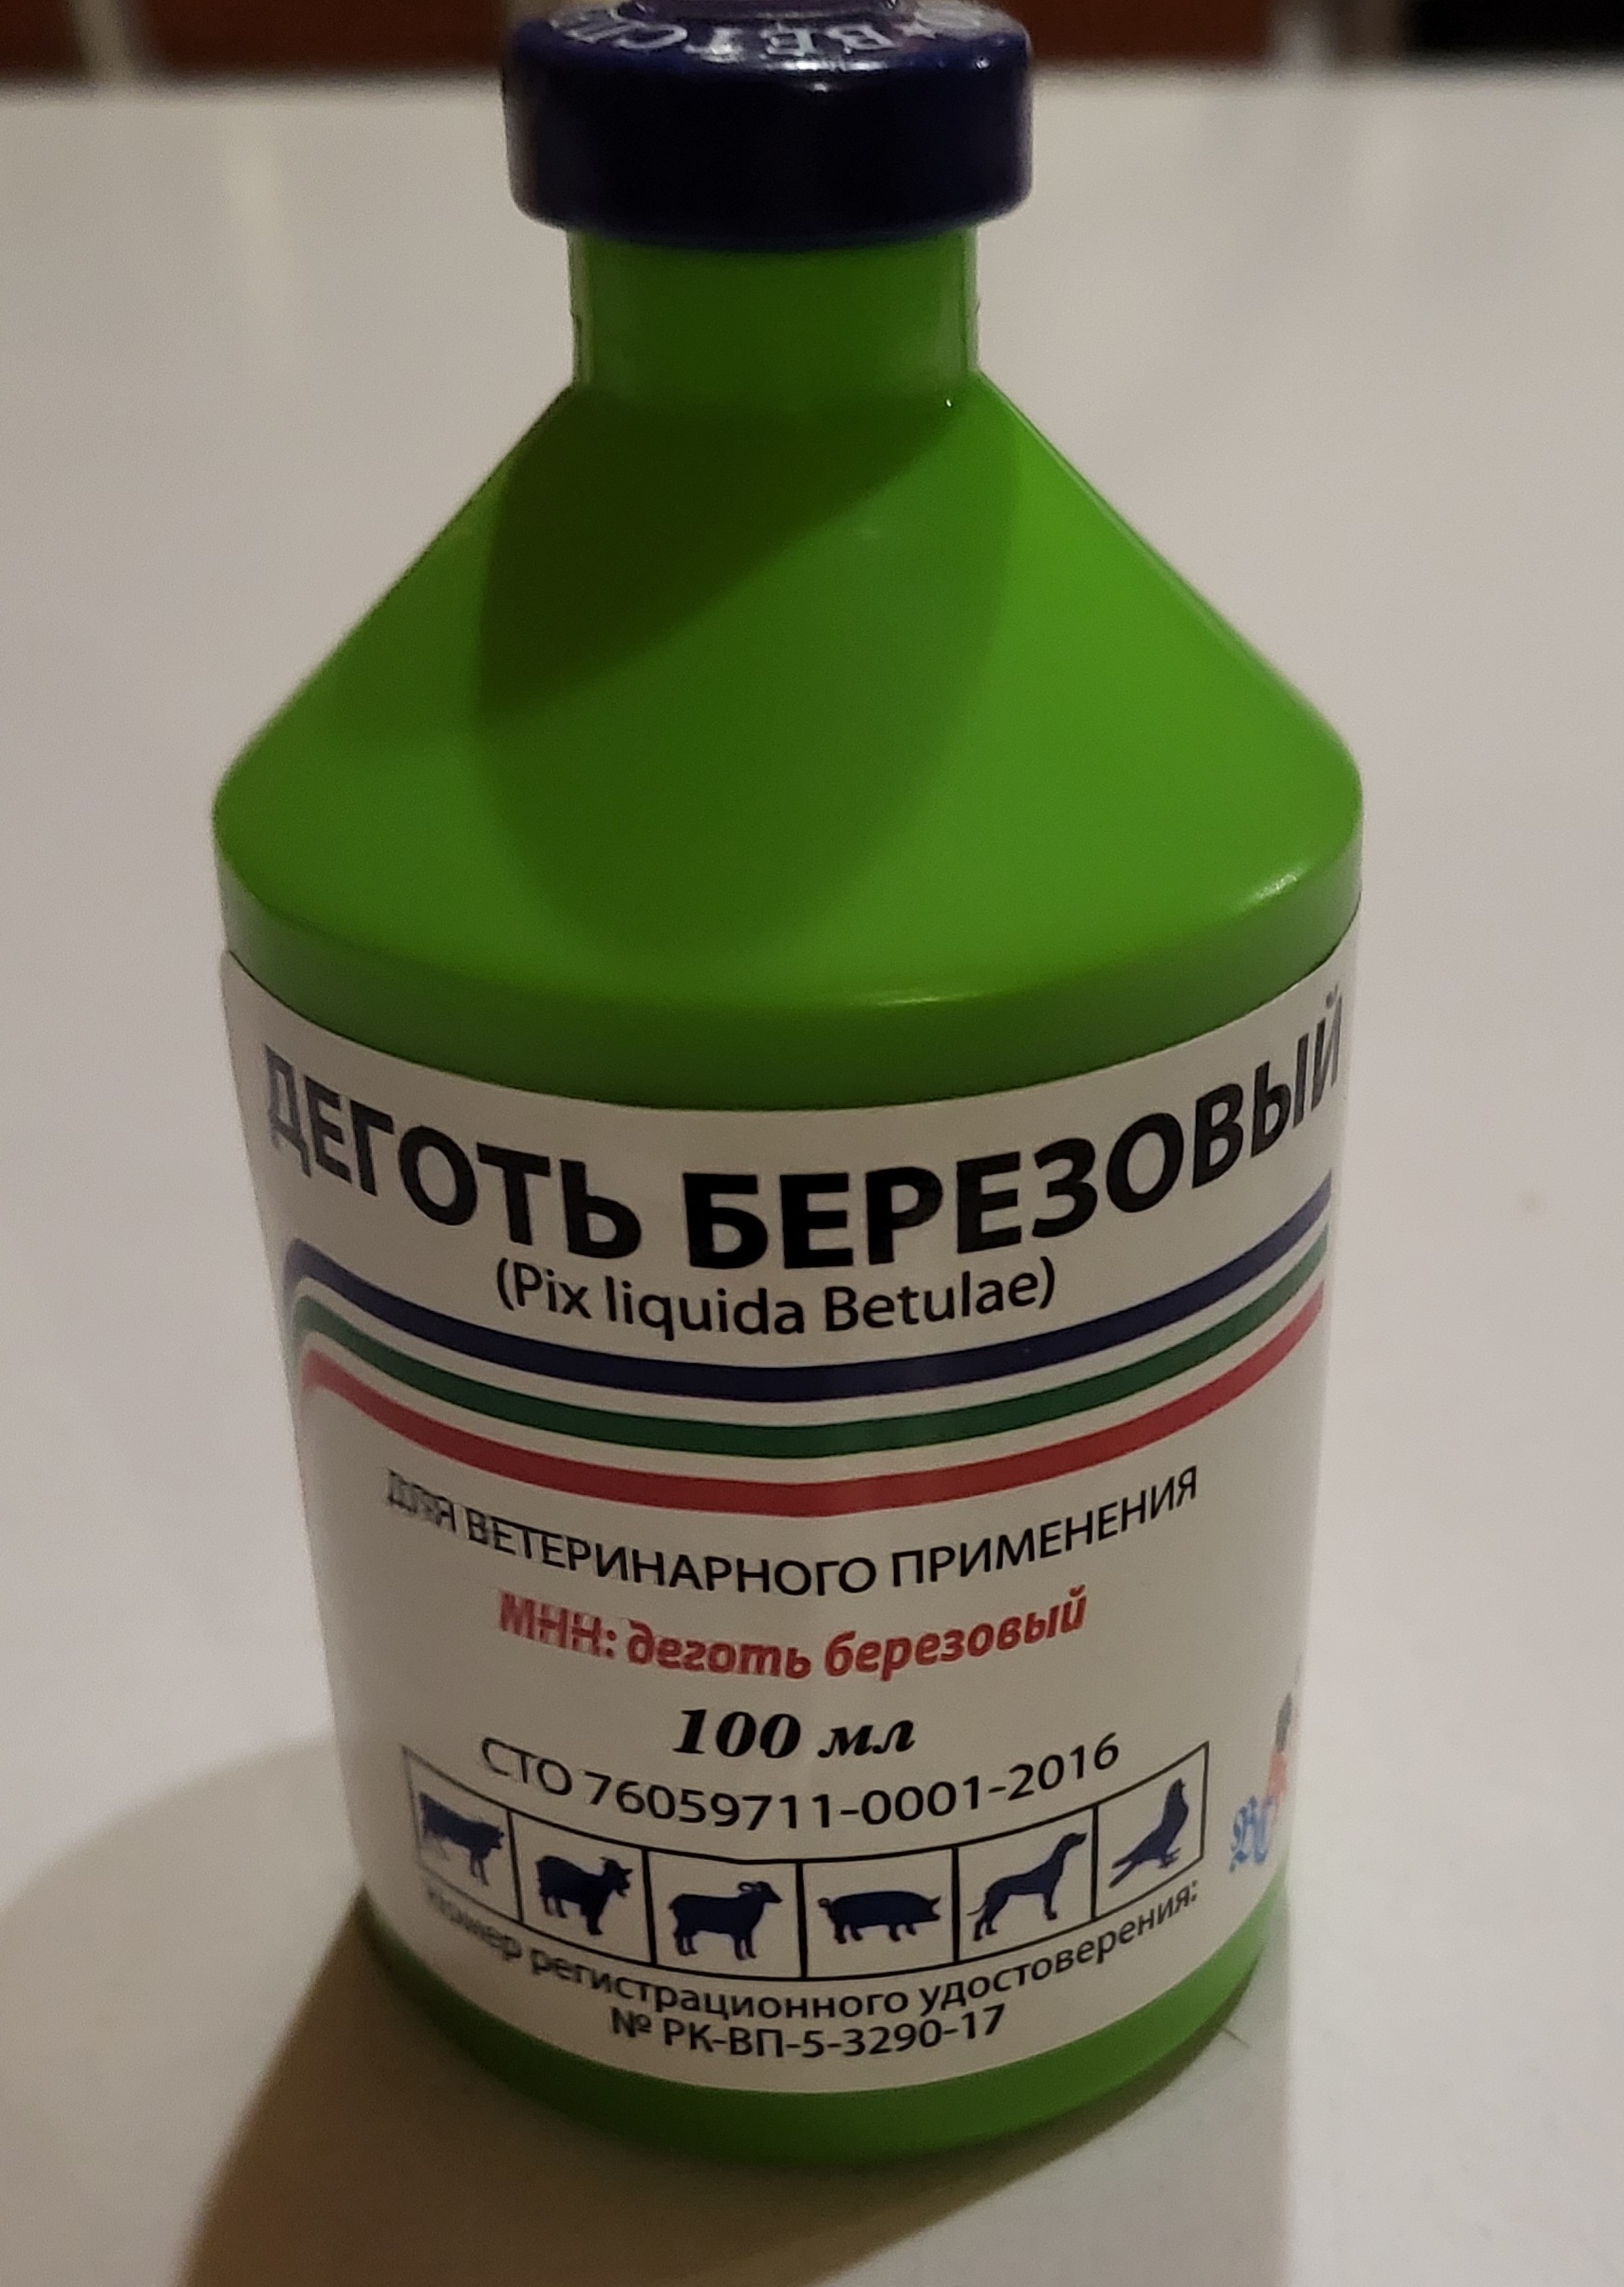 ДЕГОТЬ БЕРЕЗОВЫЙ
(Pix liquida Betulae)
ДЛЯ ВЕТЕРИНАРНОГО ПРИМЕНЕНИЯ
МНН: деготь березовый
100 мл
СТО 76059711-0001-2016
номер регистрационного удостоверения:
№ РК-ВП-5-3290-17